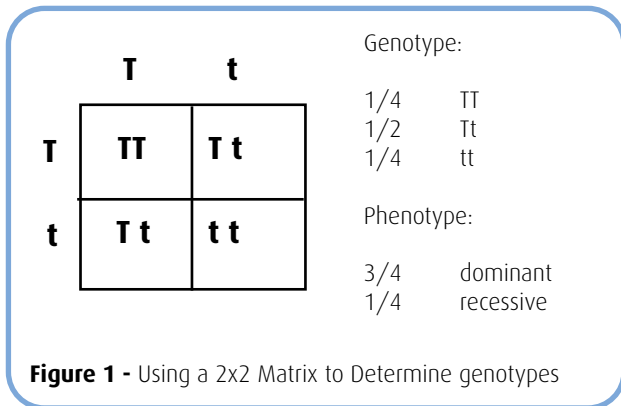 T t
T TT T t
t T t t t
Genotype:
1/4 TT
1/2 Tt
1/4 tt
Phenotype:
3/4 dominant
1/4 recessive
Figure 1 - Using a 2x2 Matrix to Determine genotypes